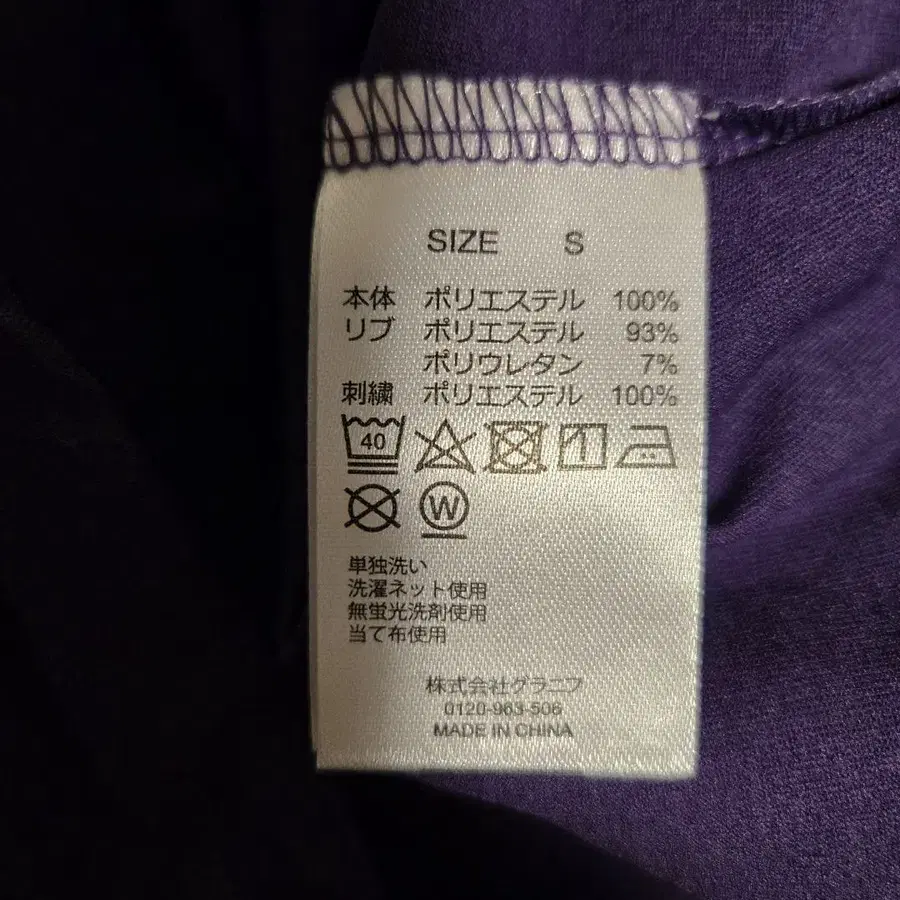 SIZE S
本体 ポリエステル 100%
リブ ポリエステル 93%
ポリウレタン 7%
刺繍 ポリエステル 100%
40
W
単独洗い
洗濯ネット使用
無蛍光洗剤使用
当て布使用
株式会社グラニフ
0120-963-506
MADE IN CHINA